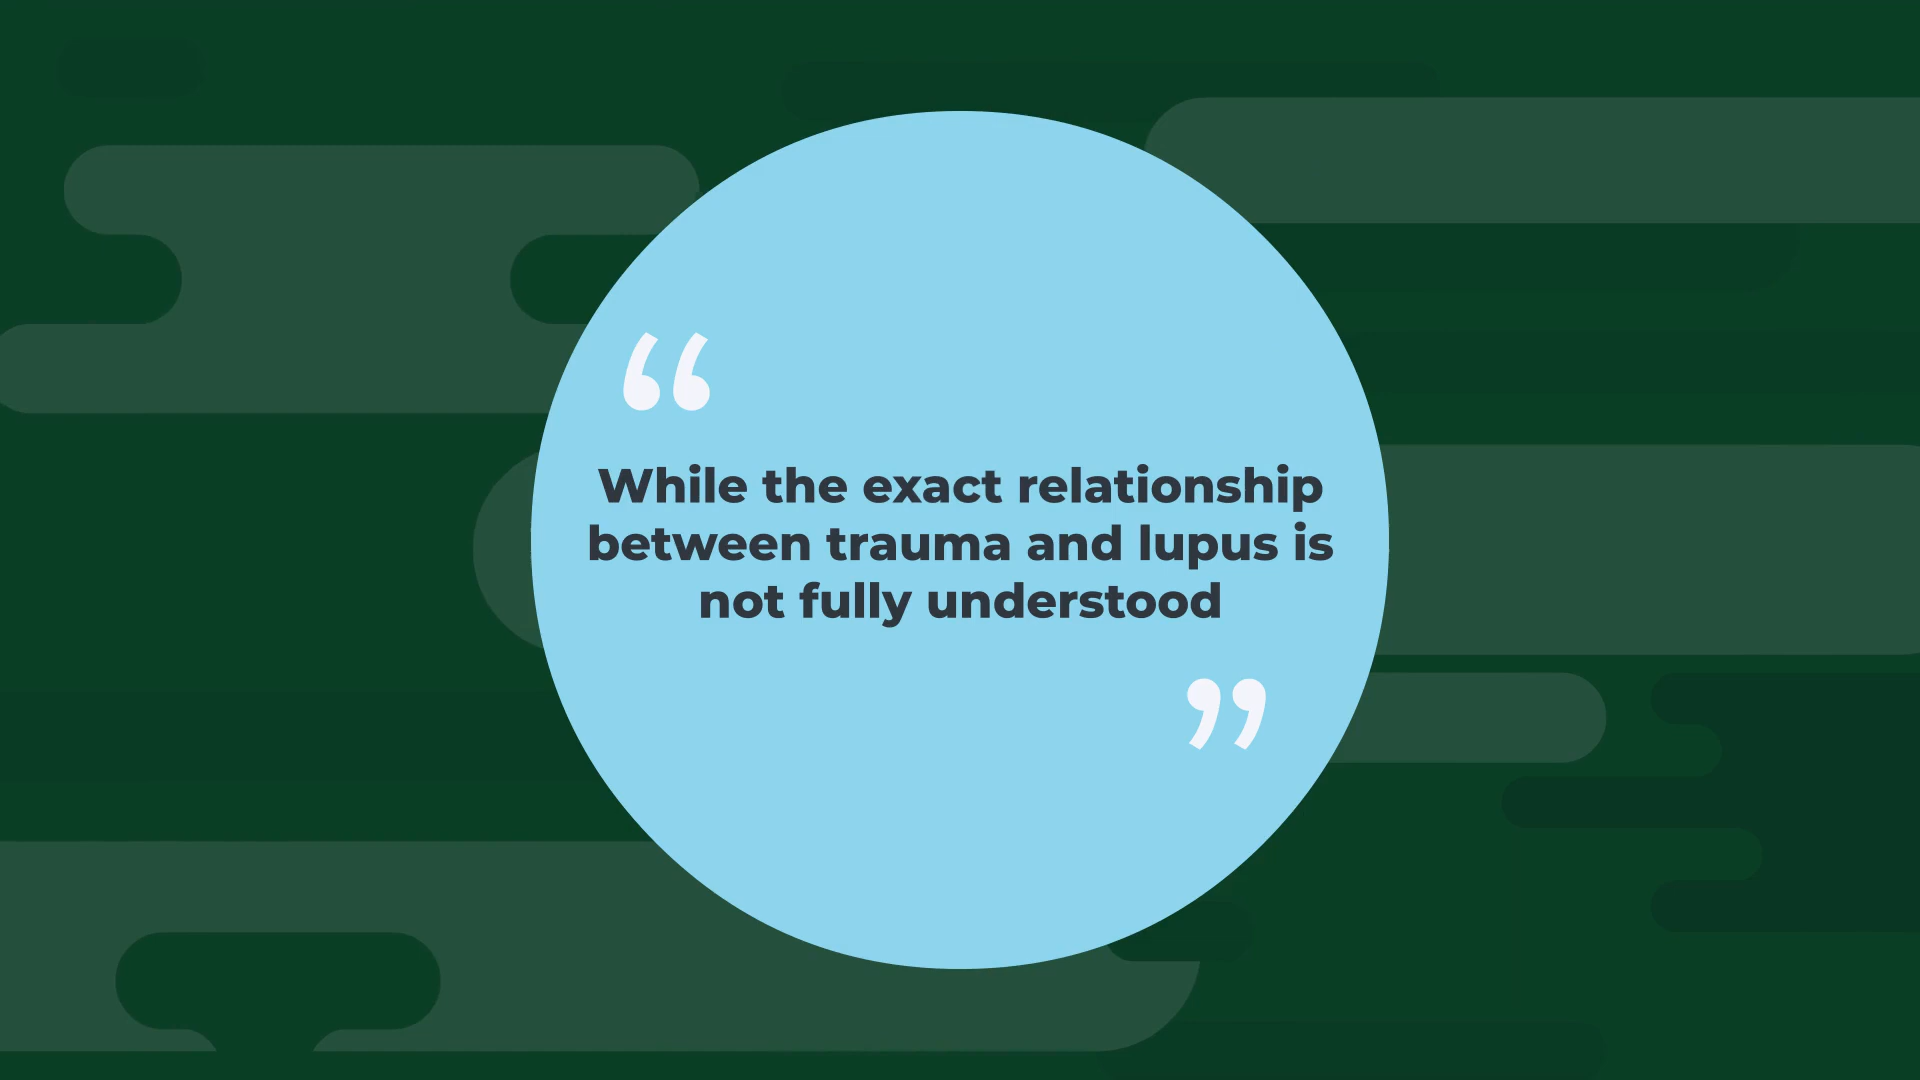 “
While the exact relationship
between trauma and lupus is
not fully understood
”